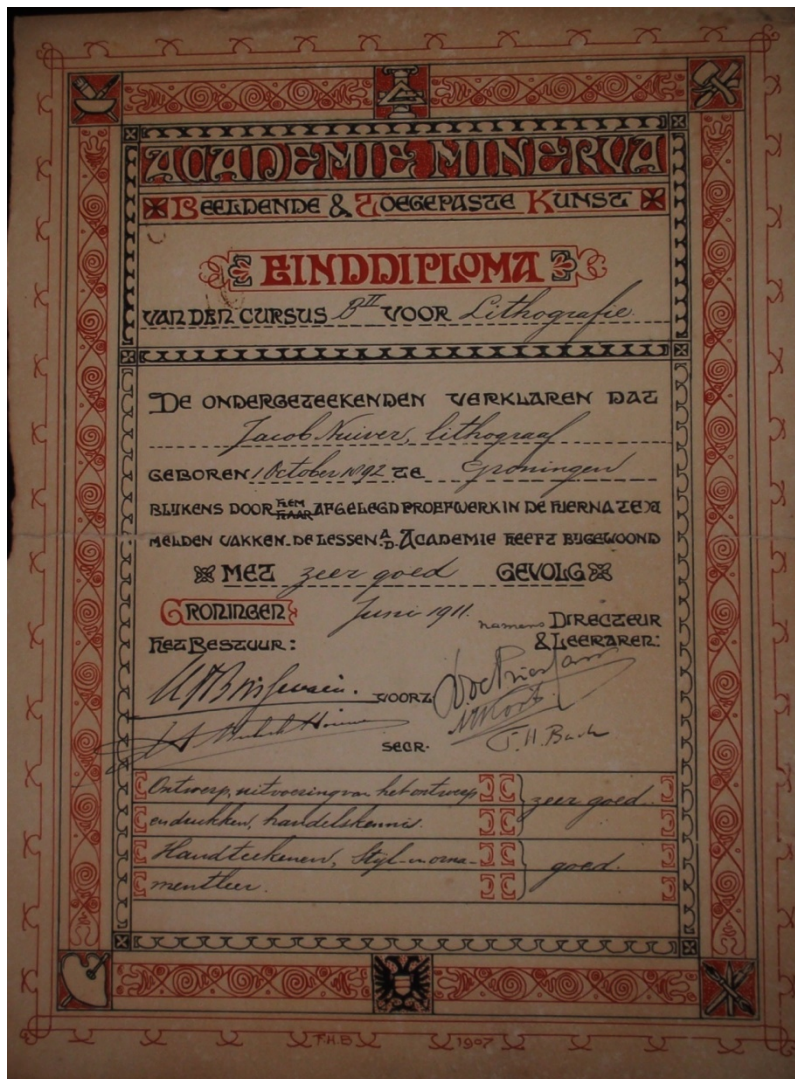 ACADEMIE MINERVA
BEELDENDE & TOEGEPASTE KUNST
EINDDIPLOMA
VAN DEN CURSUS B II VOOR Lithografie.
DE ONDERGETEEKENDEN VERKLAREN DAT
Jacob Nuiver, lithograaf
GEBOREN 1 October 1892 TE Groningen
BLIJKENS DOOR HEM HAAR AFGELEGD PROEFWERK IN DE HIERNA TE
MELDEN VAKKEN DE LESSEN A.D. ACADEMIE HEEFT BIJGEWOOND
MET zeer goed GEVOLG
GRONINGEN Juni 1911.
namens DIRECTEUR
HET BESTUUR: & LEERAREN:
VOORZ
SECR. F.H. Bach
Ontwerp, uitvoering van het ontwerp zeer goed.
en drukken, handelskennis.
Handteekenen, Styl- en orna- goed.
mentleer.
F.H.B. 1907